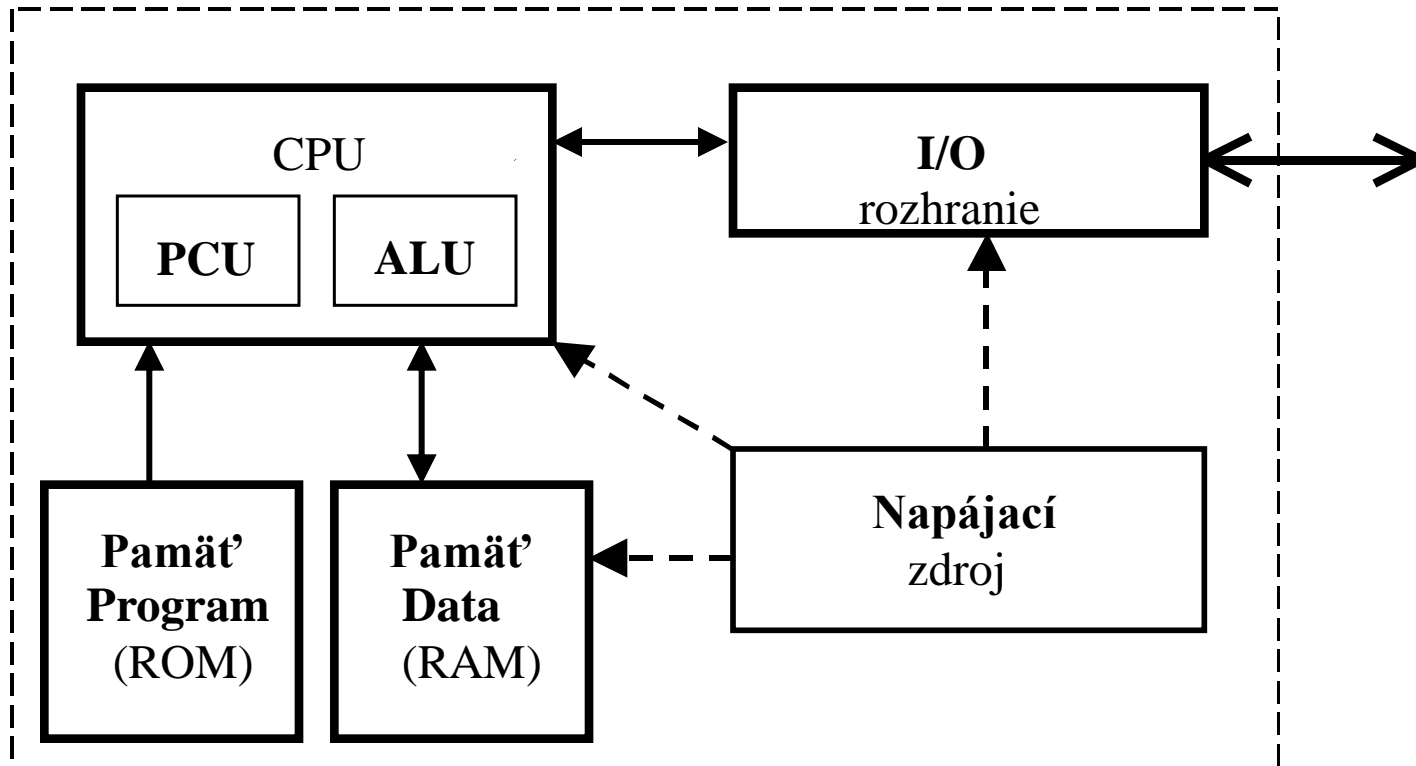 CPU
PCU
ALU
I/O
rozhranie
Pamäť
Program
(ROM)
Pamäť
Data
(RAM)
Napájací
zdroj